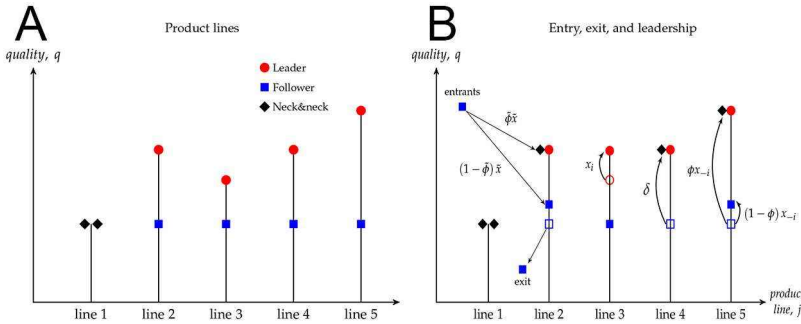 A
Product lines
quality, q
Leader
Follower
Neck&neck
line 1 line 2 line 3 line 4 line 5
B
Entry, exit, and leadership
quality, q
entrants
ϕ̃x̃
(1 − ϕ̃) x̃
x_i
δ
ϕx_{−i}
(1 − ϕ) x_{−i}
exit
line 1 line 2 line 3 line 4 line 5
product
line, j